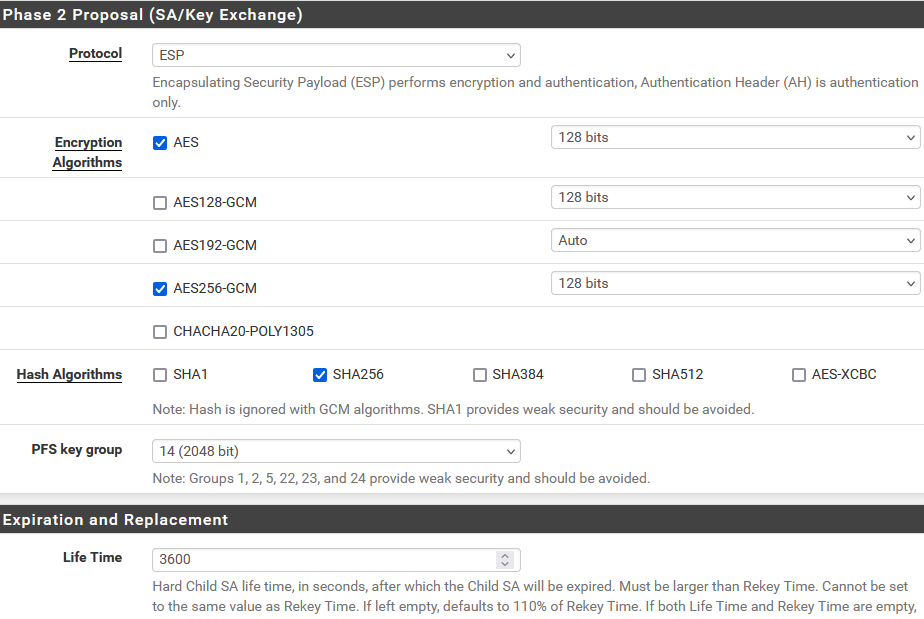 Phase 2 Proposal (SA/Key Exchange)
Protocol
ESP
Encapsulating Security Payload (ESP) performs encryption and authentication, Authentication Header (AH) is authentication
only.
Encryption
Algorithms
AES
128 bits
AES128-GCM
128 bits
AES192-GCM
Auto
AES256-GCM
128 bits
CHACHA20-POLY1305
Hash Algorithms
SHA1 SHA256 SHA384 SHA512 AES-XCBC
Note: Hash is ignored with GCM algorithms. SHA1 provides weak security and should be avoided.
PFS key group
14 (2048 bit)
Note: Groups 1, 2, 5, 22, 23, and 24 provide weak security and should be avoided.
Expiration and Replacement
Life Time
3600
Hard Child SA life time, in seconds, after which the Child SA will be expired. Must be larger than Rekey Time. Cannot be set
to the same value as Rekey Time. If left empty, defaults to 110% of Rekey Time. If both Life Time and Rekey Time are empty,